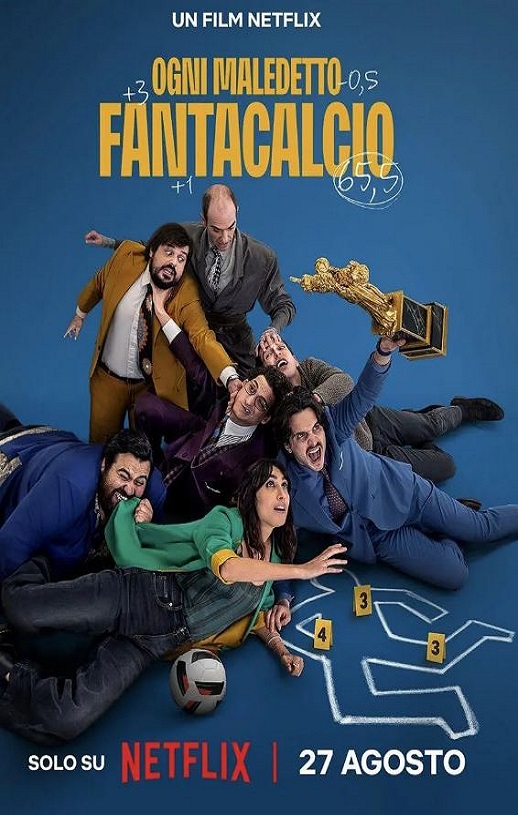 UN FILM NETFLIX
OGNI MALEDETTO -0,5
+3
FANTACALCIO
+1
65,5
3
4
3
SOLO SU NETFLIX | 27 AGOSTO